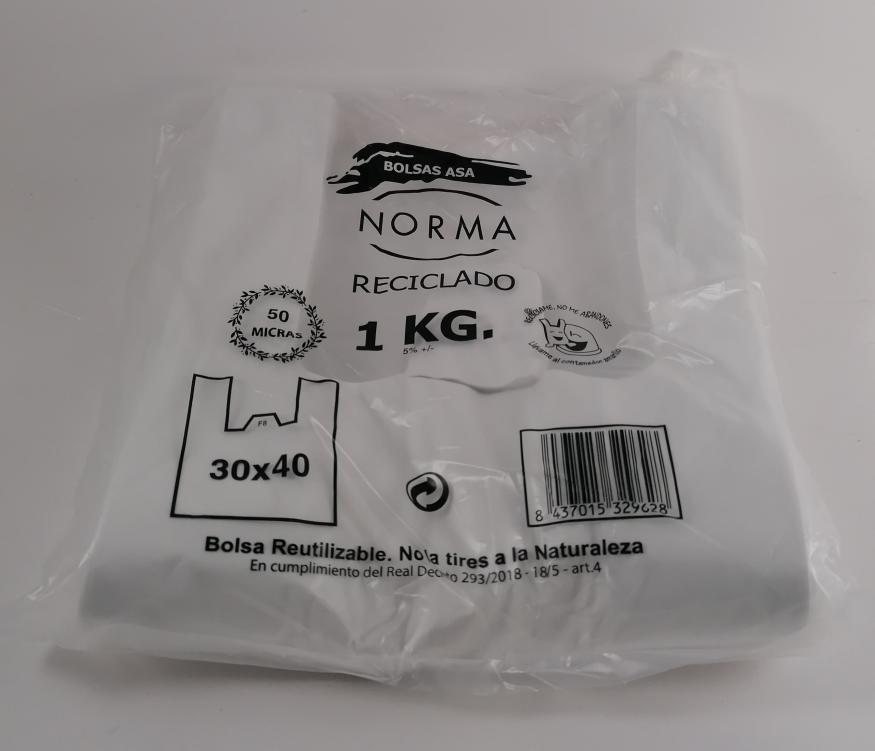 BOLSAS ASA
NORMA
RECICLADO
50
MICRAS
1 KG.
5% +/-
RECICLAME, NO ME ABANDONES
Llévame al contenedor amarillo
F8
30x40
8 437015 329628
Bolsa Reutilizable. No la tires a la Naturaleza
En cumplimiento del Real Decreto 293/2018 - 18/5 - art.4